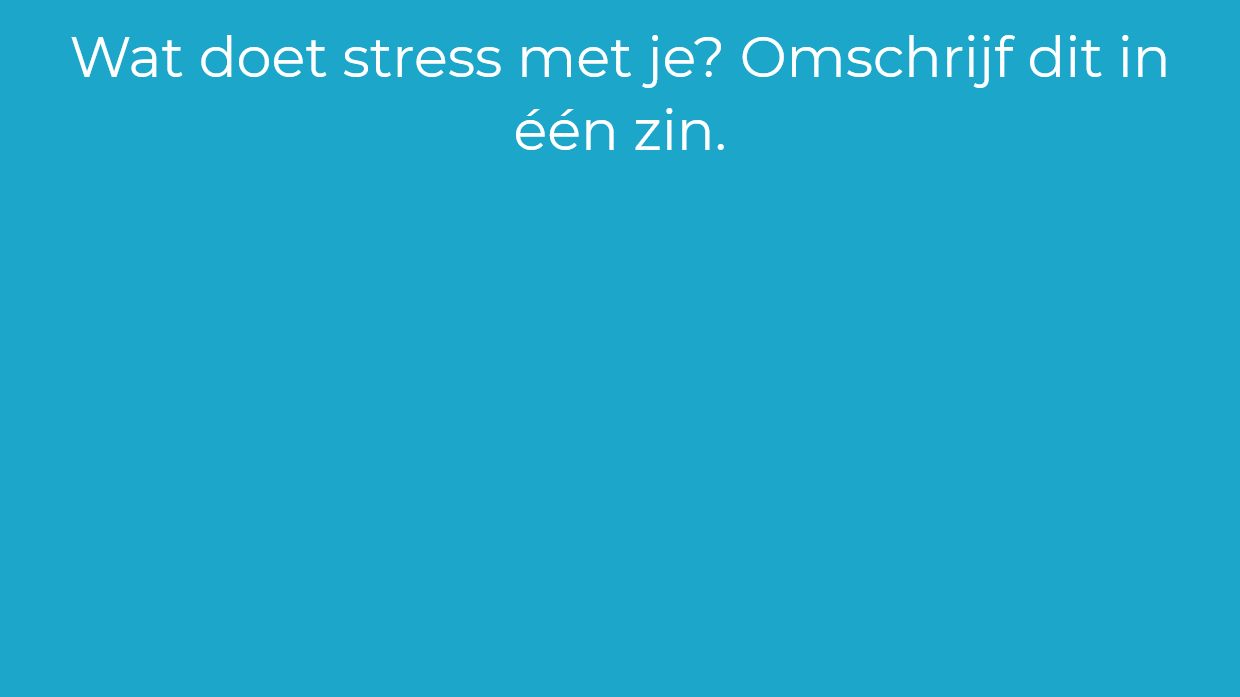 Wat doet stress met je? Omschrijf dit in
één zin.